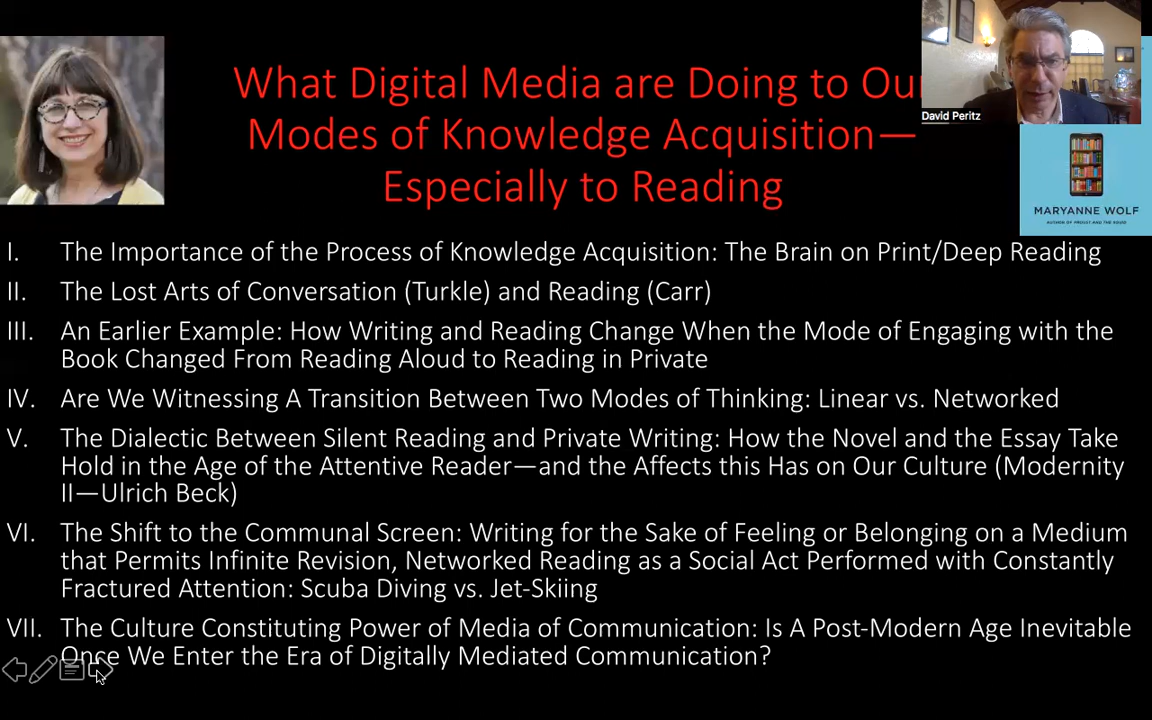 What Digital Media are Doing to Our
Modes of Knowledge Acquisition—
Especially to Reading
David Peritz
MARYANNE WOLF
AUTHOR OF PROUST AND THE SQUID
I. The Importance of the Process of Knowledge Acquisition: The Brain on Print/Deep Reading
II. The Lost Arts of Conversation (Turkle) and Reading (Carr)
III. An Earlier Example: How Writing and Reading Change When the Mode of Engaging with the
Book Changed From Reading Aloud to Reading in Private
IV. Are We Witnessing A Transition Between Two Modes of Thinking: Linear vs. Networked
V. The Dialectic Between Silent Reading and Private Writing: How the Novel and the Essay Take
Hold in the Age of the Attentive Reader—and the Affects this Has on Our Culture (Modernity
II—Ulrich Beck)
VI. The Shift to the Communal Screen: Writing for the Sake of Feeling or Belonging on a Medium
that Permits Infinite Revision, Networked Reading as a Social Act Performed with Constantly
Fractured Attention: Scuba Diving vs. Jet-Skiing
VII. The Culture Constituting Power of Media of Communication: Is A Post-Modern Age Inevitable
Once We Enter the Era of Digitally Mediated Communication?